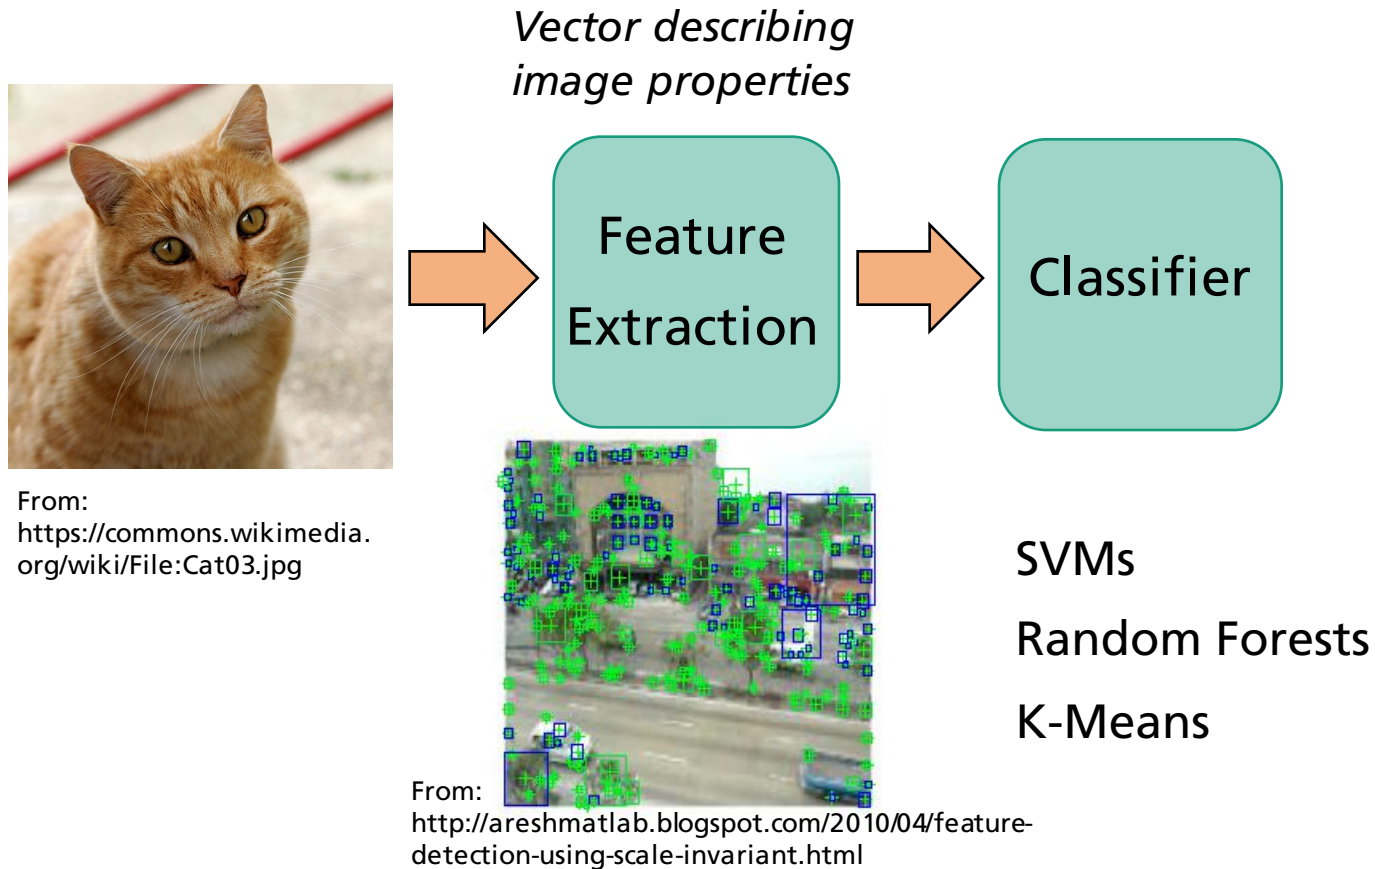 Vector describing
image properties
Feature
Extraction
Classifier
From:
https://commons.wikimedia.
org/wiki/File:Cat03.jpg
SVMs
Random Forests
K-Means
From:
http://areshmatlab.blogspot.com/2010/04/feature-
detection-using-scale-invariant.html